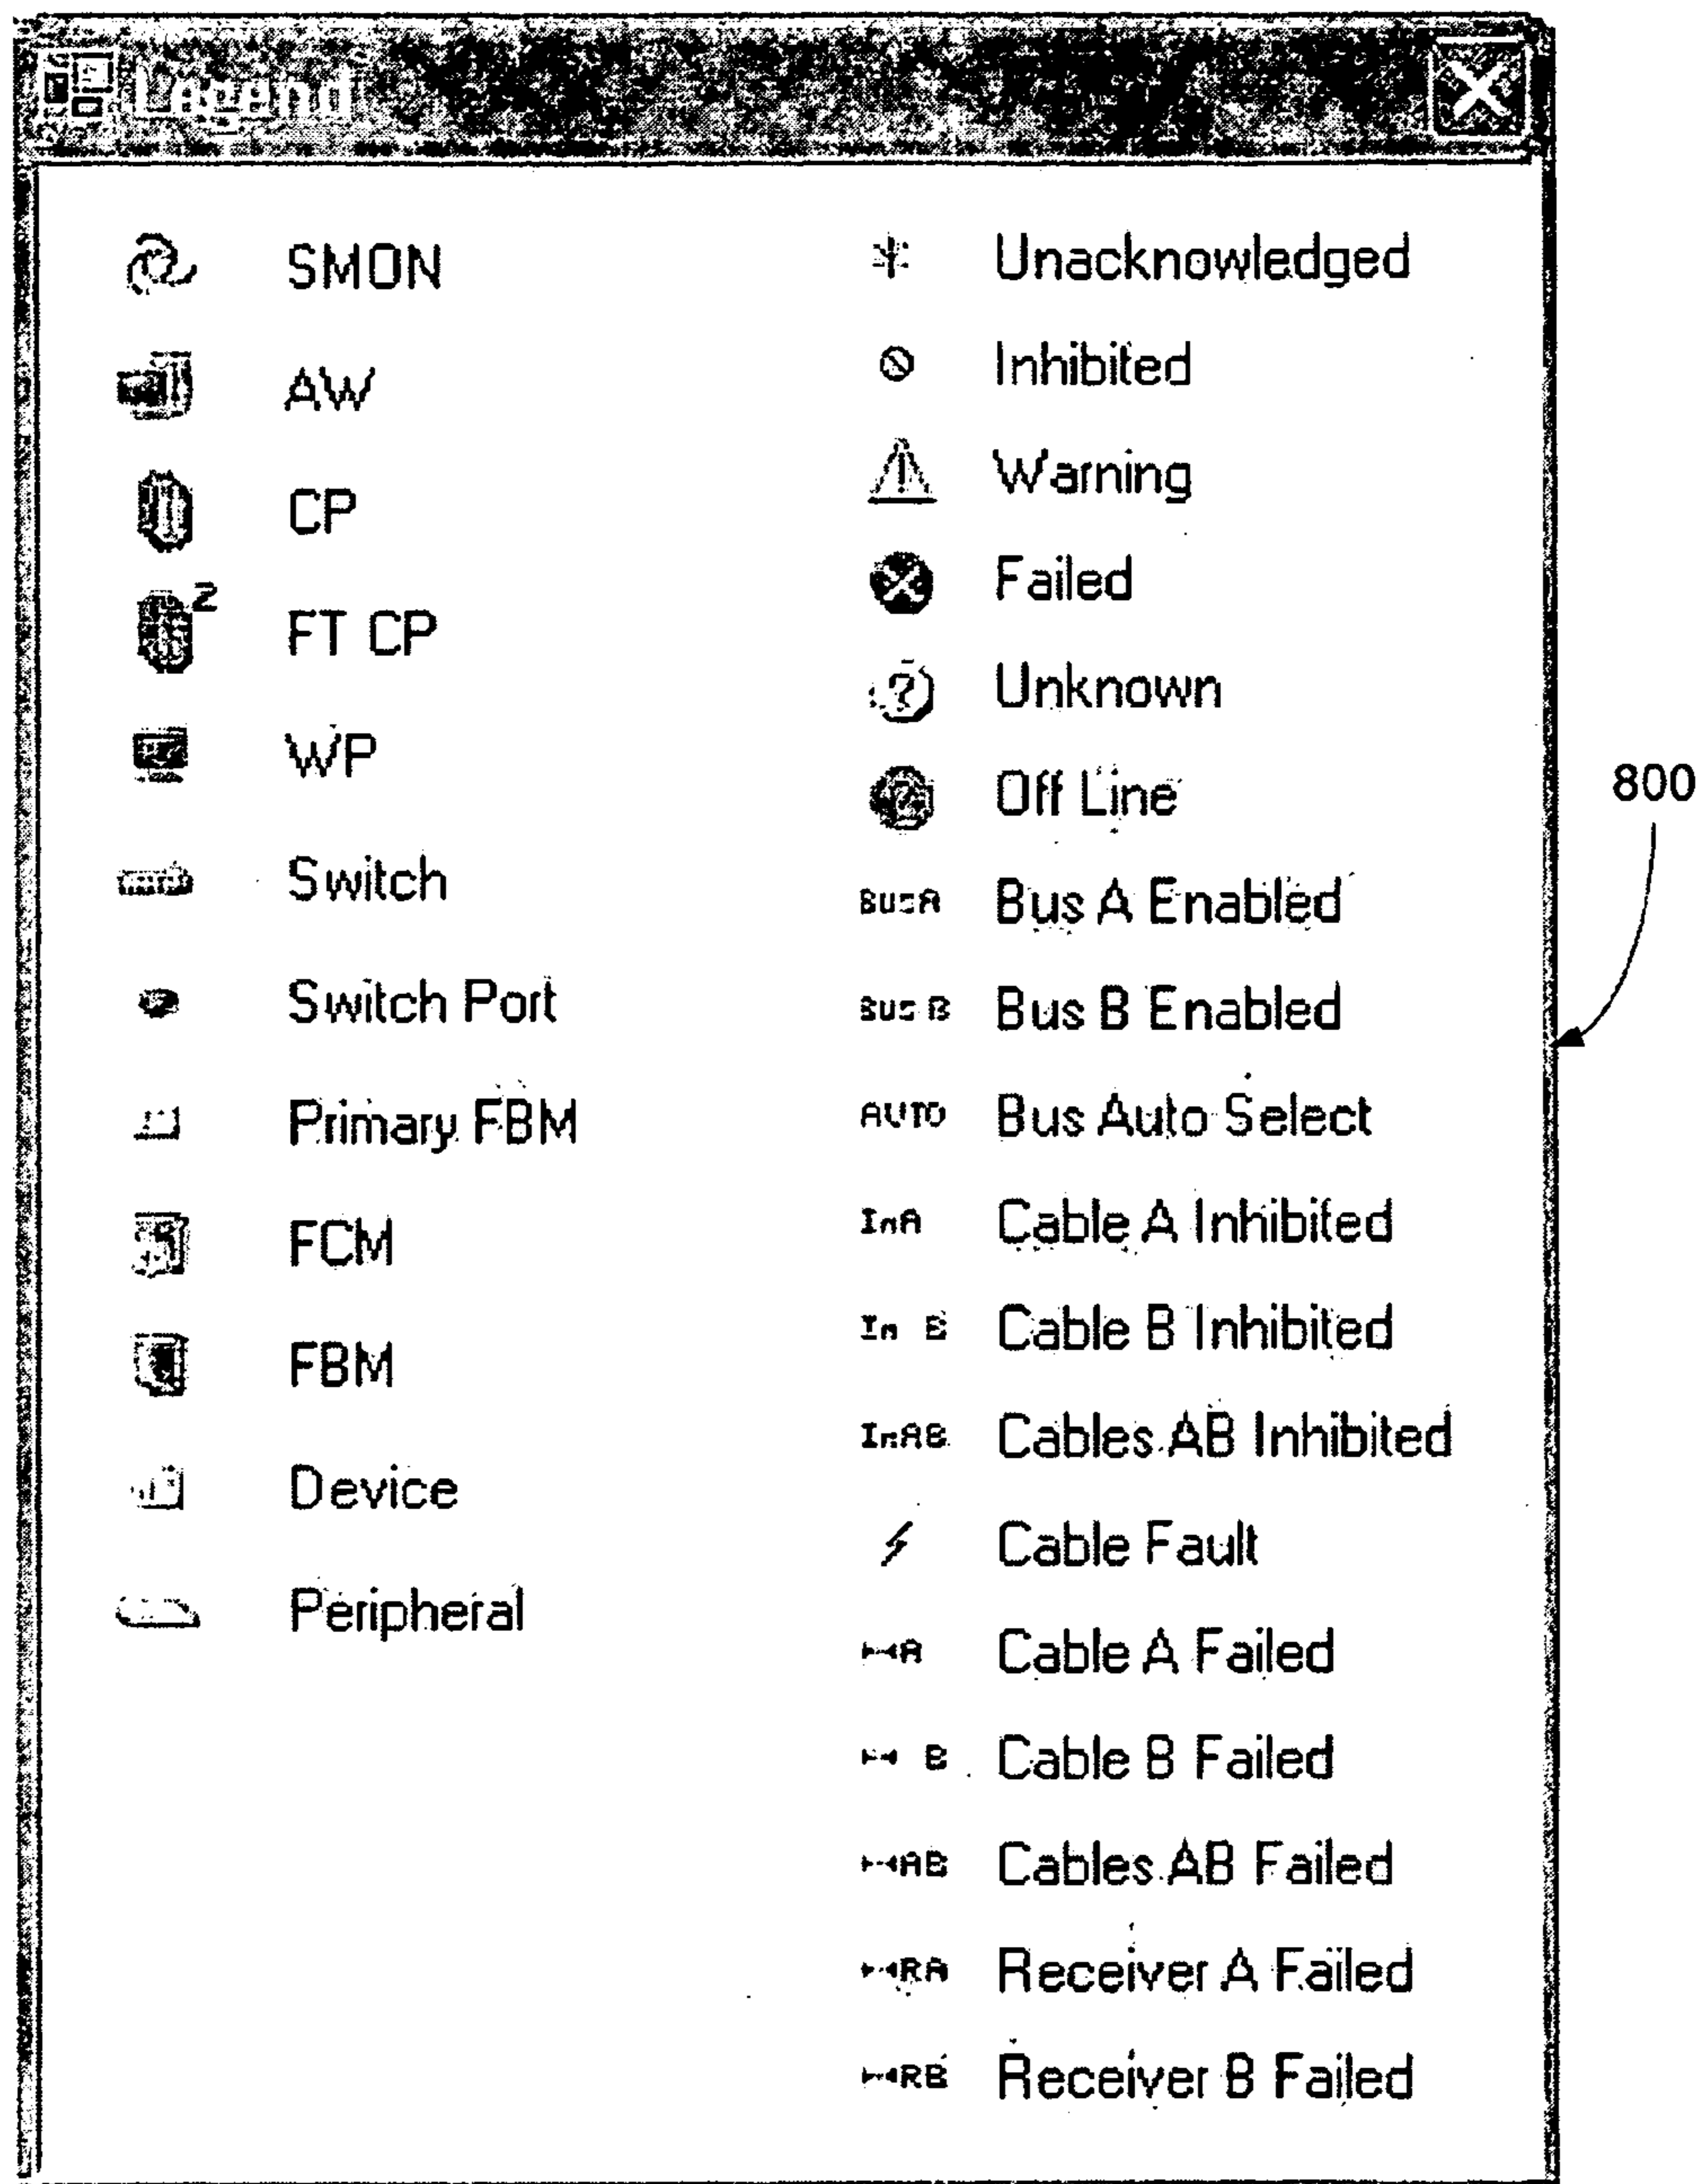 Legend
SMON
AW
CP
2 FT CP
WP
Switch
Switch Port
Primary FBM
FCM
FBM
Device
Peripheral
Unacknowledged
Inhibited
Warning
Failed
? Unknown
? Off Line
BusA Bus A Enabled
Bus B Bus B Enabled
AUTO Bus Auto Select
InA Cable A Inhibited
In B Cable B Inhibited
InAB Cables AB Inhibited
Cable Fault
A Cable A Failed
B Cable B Failed
AB Cables AB Failed
RA Receiver A Failed
RB Receiver B Failed
800